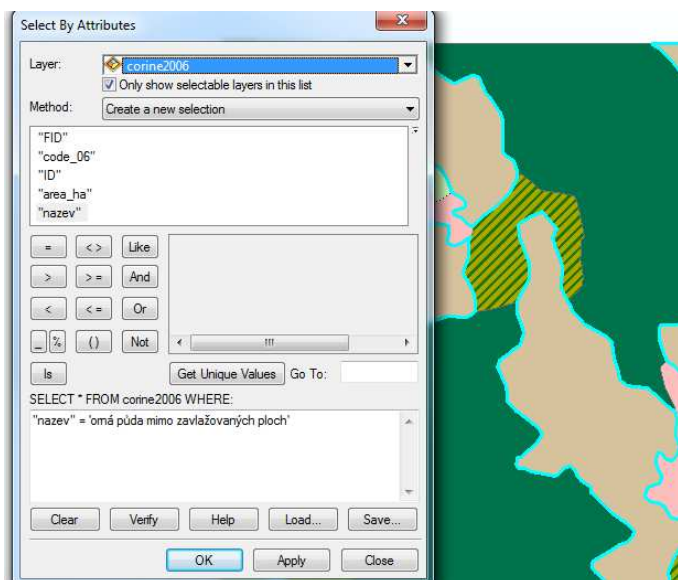 Select By Attributes
Layer: corine2006
Only show selectable layers in this list
Method: Create a new selection
"FID"
"code_06"
"ID"
"area_ha"
"nazev"
= <> Like
> >= And
< <= Or
_ % () Not
Is Get Unique Values Go To:
SELECT * FROM corine2006 WHERE:
"nazev" = 'orná půda mimo zavlažovaných ploch'
Clear Verify Help Load... Save...
OK Apply Close